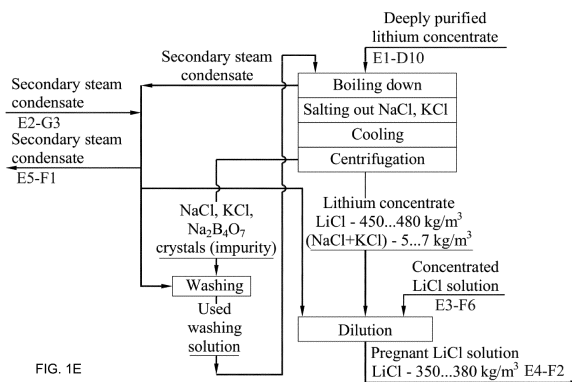 Deeply purified
lithium concentrate
E1-D10
Secondary steam
condensate
Secondary steam
condensate
E2-G3
Secondary steam
condensate
E5-F1
Boiling down
Salting out NaCl, KCl
Cooling
Centrifugation
NaCl, KCl,
Na₂B₄O₇
crystals (impurity)
Lithium concentrate
LiCl - 450...480 kg/m³
(NaCl+KCl) - 5...7 kg/m³
Washing
Used
washing
solution
Concentrated
LiCl solution
E3-F6
Dilution
Pregnant LiCl solution
LiCl - 350...380 kg/m³ E4-F2
FIG. 1E